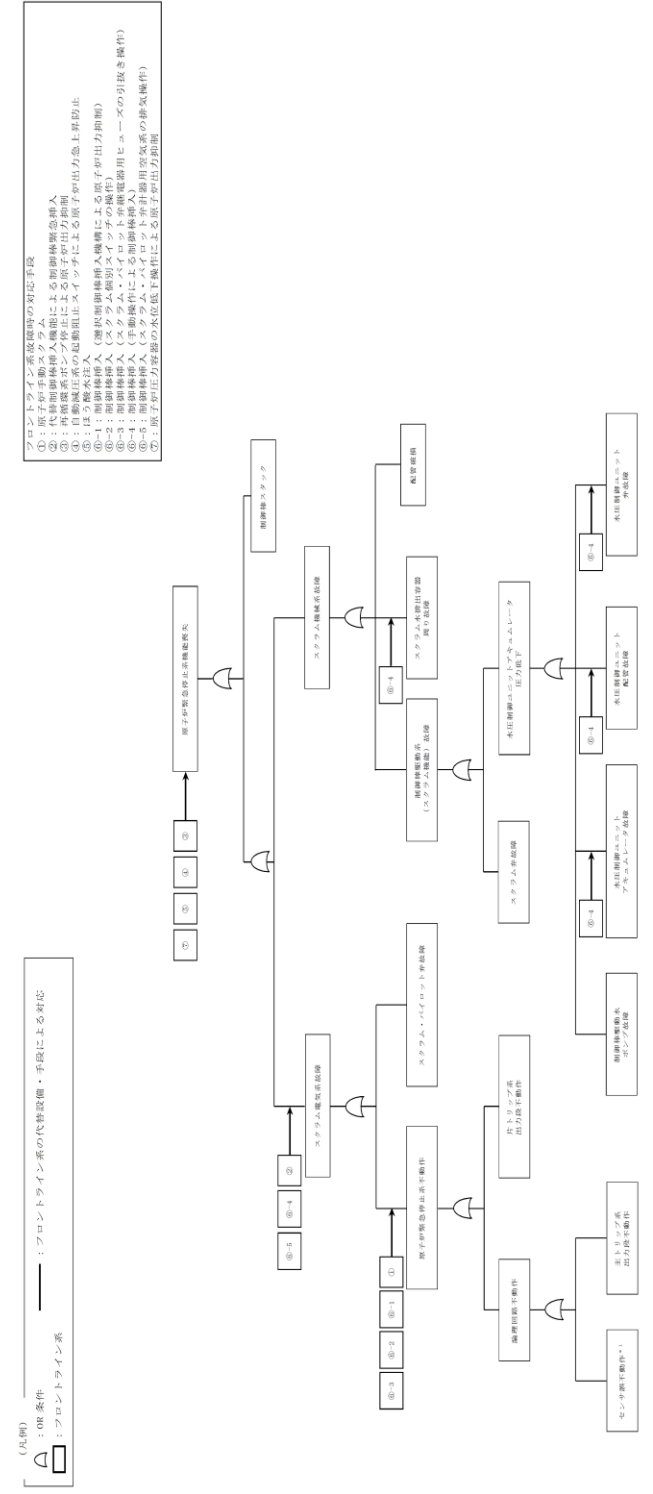 (凡例)
：OR 条件
：フロントライン系
：フロントライン系の代替設備・手段による対応
フロントライン系故障時の対応手段
①：原子炉手動スクラム
②：代替制御棒挿入機能による制御棒緊急挿入
③：再循環系ポンプ停止による原子炉出力抑制
④：自動減圧系の起動阻止スイッチによる原子炉出力急上昇防止
⑤：ほう酸水注入
⑥-1：制御棒挿入（選択制御棒挿入機構による原子炉出力抑制）
⑥-2：制御棒挿入（スクラム個別スイッチの操作）
⑥-3：制御棒挿入（スクラム・パイロット弁継電器用ヒューズの引抜き操作）
⑥-4：制御棒挿入（手動操作による制御棒挿入）
⑥-5：制御棒挿入（スクラム・パイロット弁計器用空気系の排気操作）
⑦：原子炉圧力容器の水位低下操作による原子炉出力抑制
⑦
⑤
④
③
原子炉緊急停止系機能喪失
制御棒スタック
⑥-5
⑥-4
②
スクラム電気系故障
スクラム機械系故障
⑥-3
⑥-2
⑥-1
①
原子炉緊急停止系不動作
スクラム・パイロット弁故障
制御棒駆動系
(スクラム機能) 故障
⑥-4
スクラム水排出容器
周り故障
配管破損
論理回路不動作
片トリップ系
出力段不動作
スクラム弁故障
水圧制御ユニットアキュムレータ
圧力低下
センサ誤不動作*1
主トリップ系
出力段不動作
制御棒駆動水
ポンプ故障
⑥-4
水圧制御ユニット
アキュムレータ故障
⑥-4
水圧制御ユニット
配管故障
⑥-4
水圧制御ユニット
弁故障